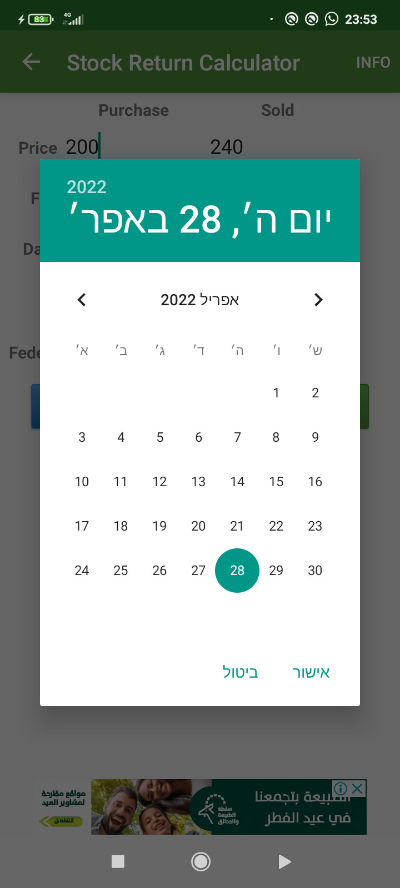 83 4G 23:53
Stock Return Calculator INFO
Purchase Sold
Price 200 240
F
Da
Fede
2022
יום ה׳, 28 באפר׳
אפריל 2022
א׳ ב׳ ג׳ ד׳ ה׳ ו׳ ש׳
1 2
3 4 5 6 7 8 9
10 11 12 13 14 15 16
17 18 19 20 21 22 23
24 25 26 27 28 29 30
ביטול אישור
الطبيعة بتجمعنا
في عيد الفطر
سلطة
الطبيعة
والحدائق
مواقع مقترحة
لمشاوير العيد